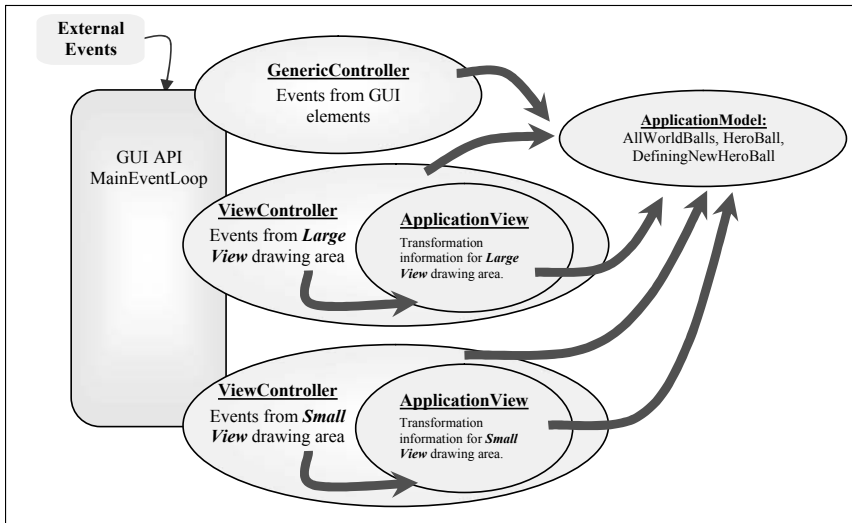 External
Events
GUI API
MainEventLoop
GenericController
Events from GUI
elements
ApplicationModel:
AllWorldBalls, HeroBall,
DefiningNewHeroBall
ViewController
Events from Large
View drawing area
ApplicationView
Transformation
information for Large
View drawing area.
ViewController
Events from Small
View drawing area
ApplicationView
Transformation
information for Small
View drawing area.